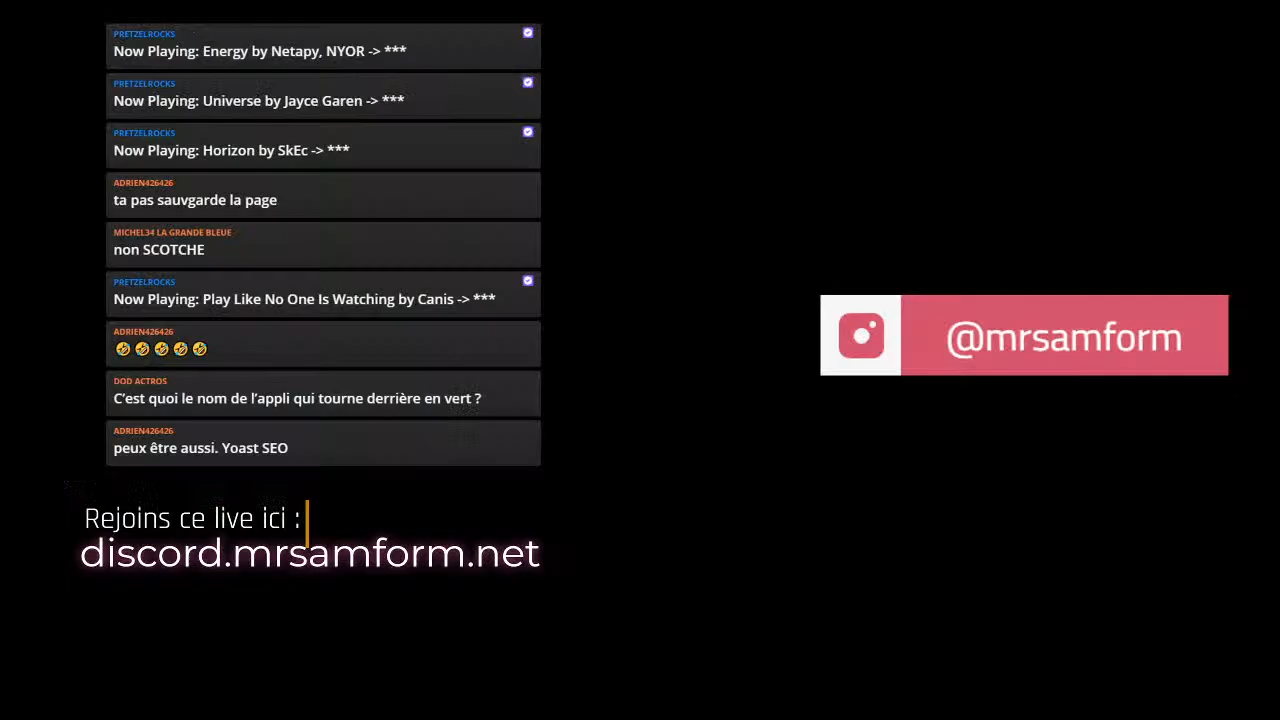 PRETZELROCKS
Now Playing: Energy by Netapy, NYOR -> ***
PRETZELROCKS
Now Playing: Universe by Jayce Garen -> ***
PRETZELROCKS
Now Playing: Horizon by SkEc -> ***
ADRIEN426426
ta pas sauvgarde la page
MICHEL34 LA GRANDE BLEUE
non SCOTCHE
PRETZELROCKS
Now Playing: Play Like No One Is Watching by Canis -> ***
ADRIEN426426
🤣🤣🤣🤣🤣
DOD ACTROS
C’est quoi le nom de l’appli qui tourne derrière en vert ?
ADRIEN426426
peux être aussi. Yoast SEO
Rejoins ce live ici :
discord.mrsamform.net
@mrsamform